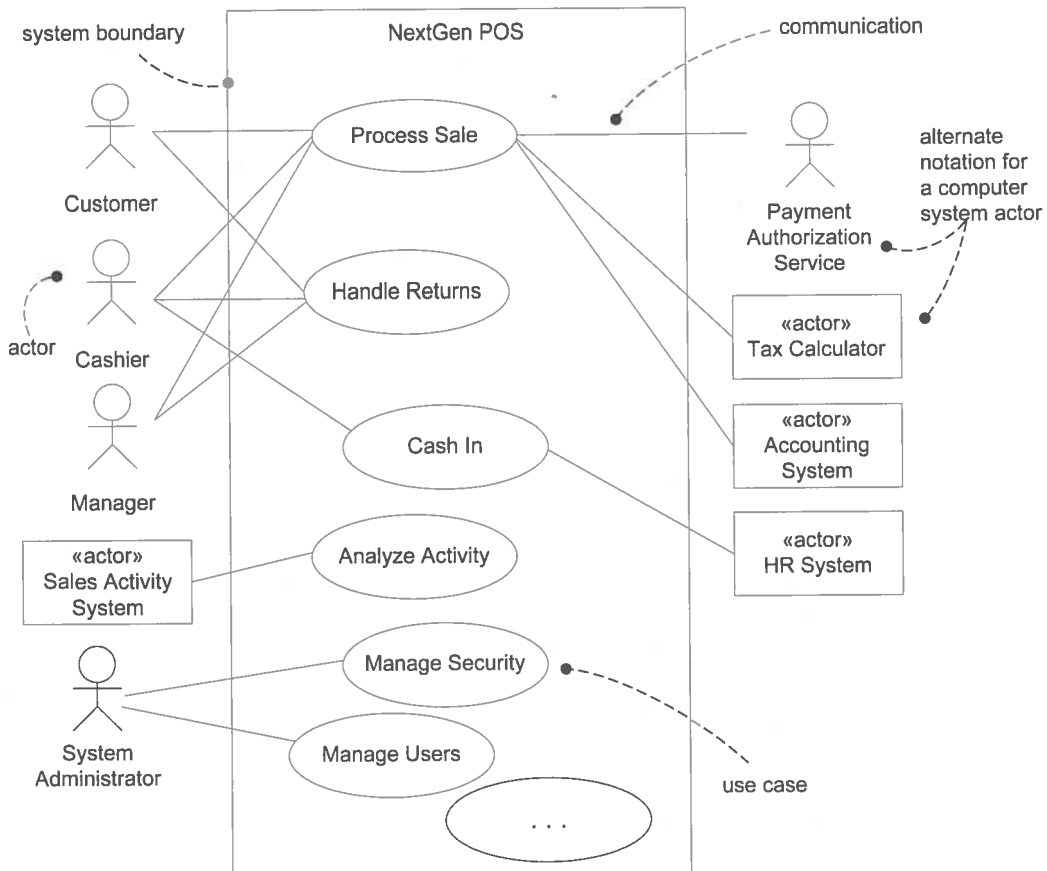 system boundary
NextGen POS
communication
Process Sale
alternate
notation for
a computer
system actor
Customer
Payment
Authorization
Service
Handle Returns
«actor»
Tax Calculator
actor
Cashier
Cash In
«actor»
Accounting
System
Manager
«actor»
HR System
«actor»
Sales Activity
System
Analyze Activity
Manage Security
System
Administrator
Manage Users
use case
. . .